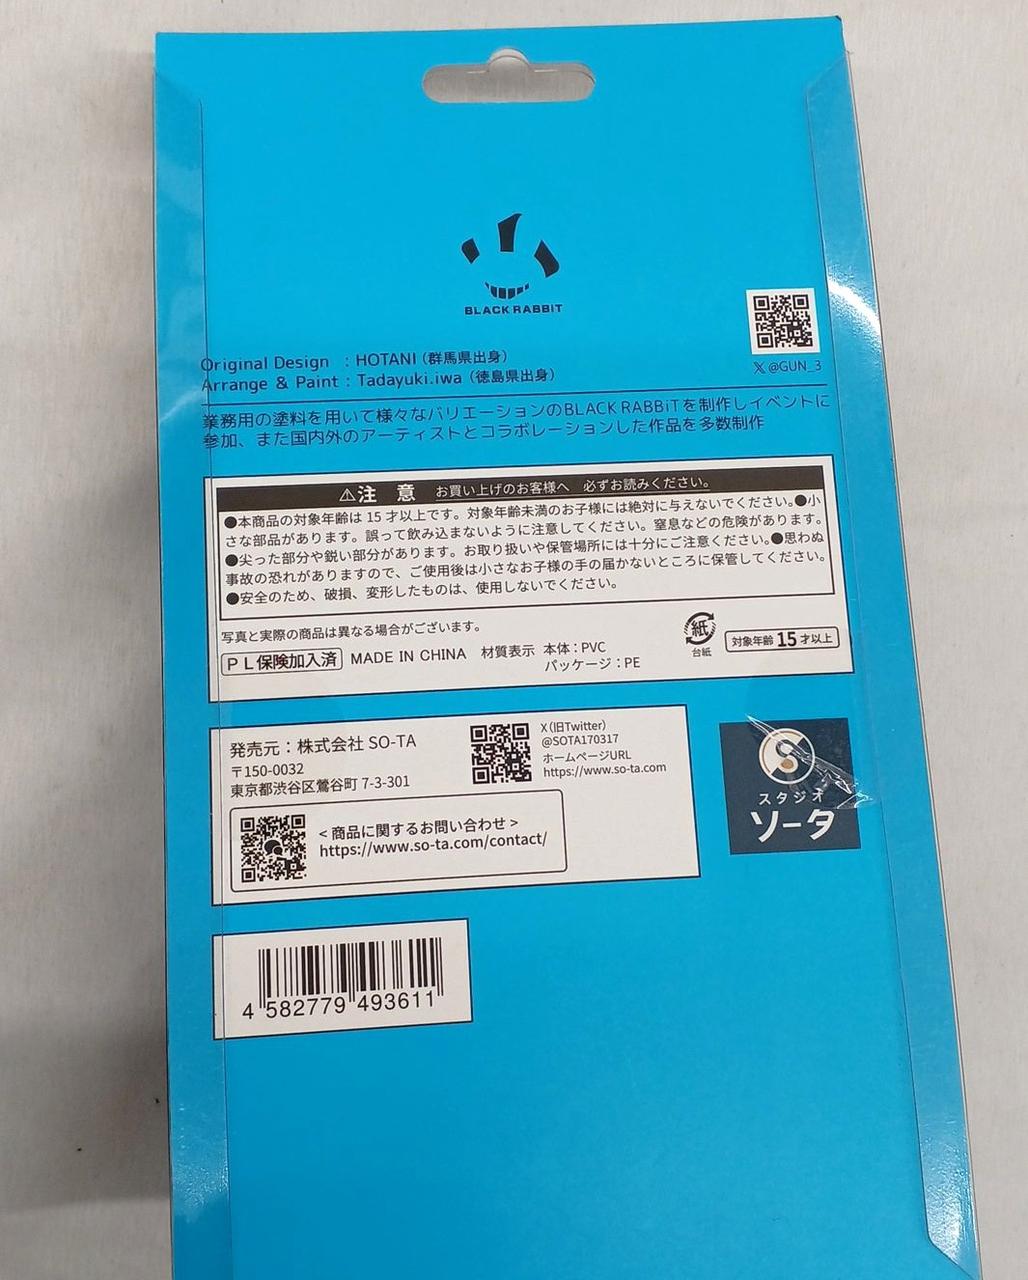 BLACK RABBiT
𝕏 @GUN_3
Original Design : HOTANI (群馬県出身)
Arrange & Paint : Tadayuki.iwa (徳島県出身)
業務用の塗料を用いて様々なバリエーションのBLACK RABBiTを制作しイベントに
参加、また国内外のアーティストとコラボレーションした作品を多数制作
⚠注 意 お買い上げのお客様へ 必ずお読みください。
●本商品の対象年齢は 15 才以上です。対象年齢未満のお子様には絶対に与えないでください。●小
さな部品があります。誤って飲み込まないように注意してください。窒息などの危険があります。
●尖った部分や鋭い部分があります。お取り扱いや保管場所には十分にご注意ください。●思わぬ
事故の恐れがありますので、ご使用後は小さなお子様の手の届かないところに保管してください。
●安全のため、破損、変形したものは、使用しないでください。
写真と実際の商品は異なる場合がございます。
PL保険加入済 MADE IN CHINA 材質表示 本体:PVC
パッケージ:PE
紙
台紙
対象年齢 15 才以上
発売元:株式会社 SO-TA
〒150-0032
東京都渋谷区鶯谷町 7-3-301
X(旧Twitter)
@SOTA170317
ホームページURL
https://www.so-ta.com
<商品に関するお問い合わせ>
https://www.so-ta.com/contact/
S
スタジオ
ソータ
4 582779 493611